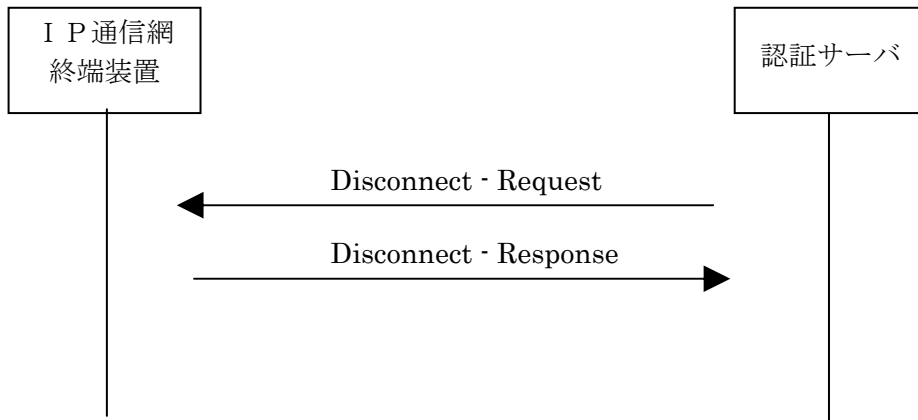 ＩＰ通信網
終端装置
認証サーバ
Disconnect - Request
Disconnect - Response